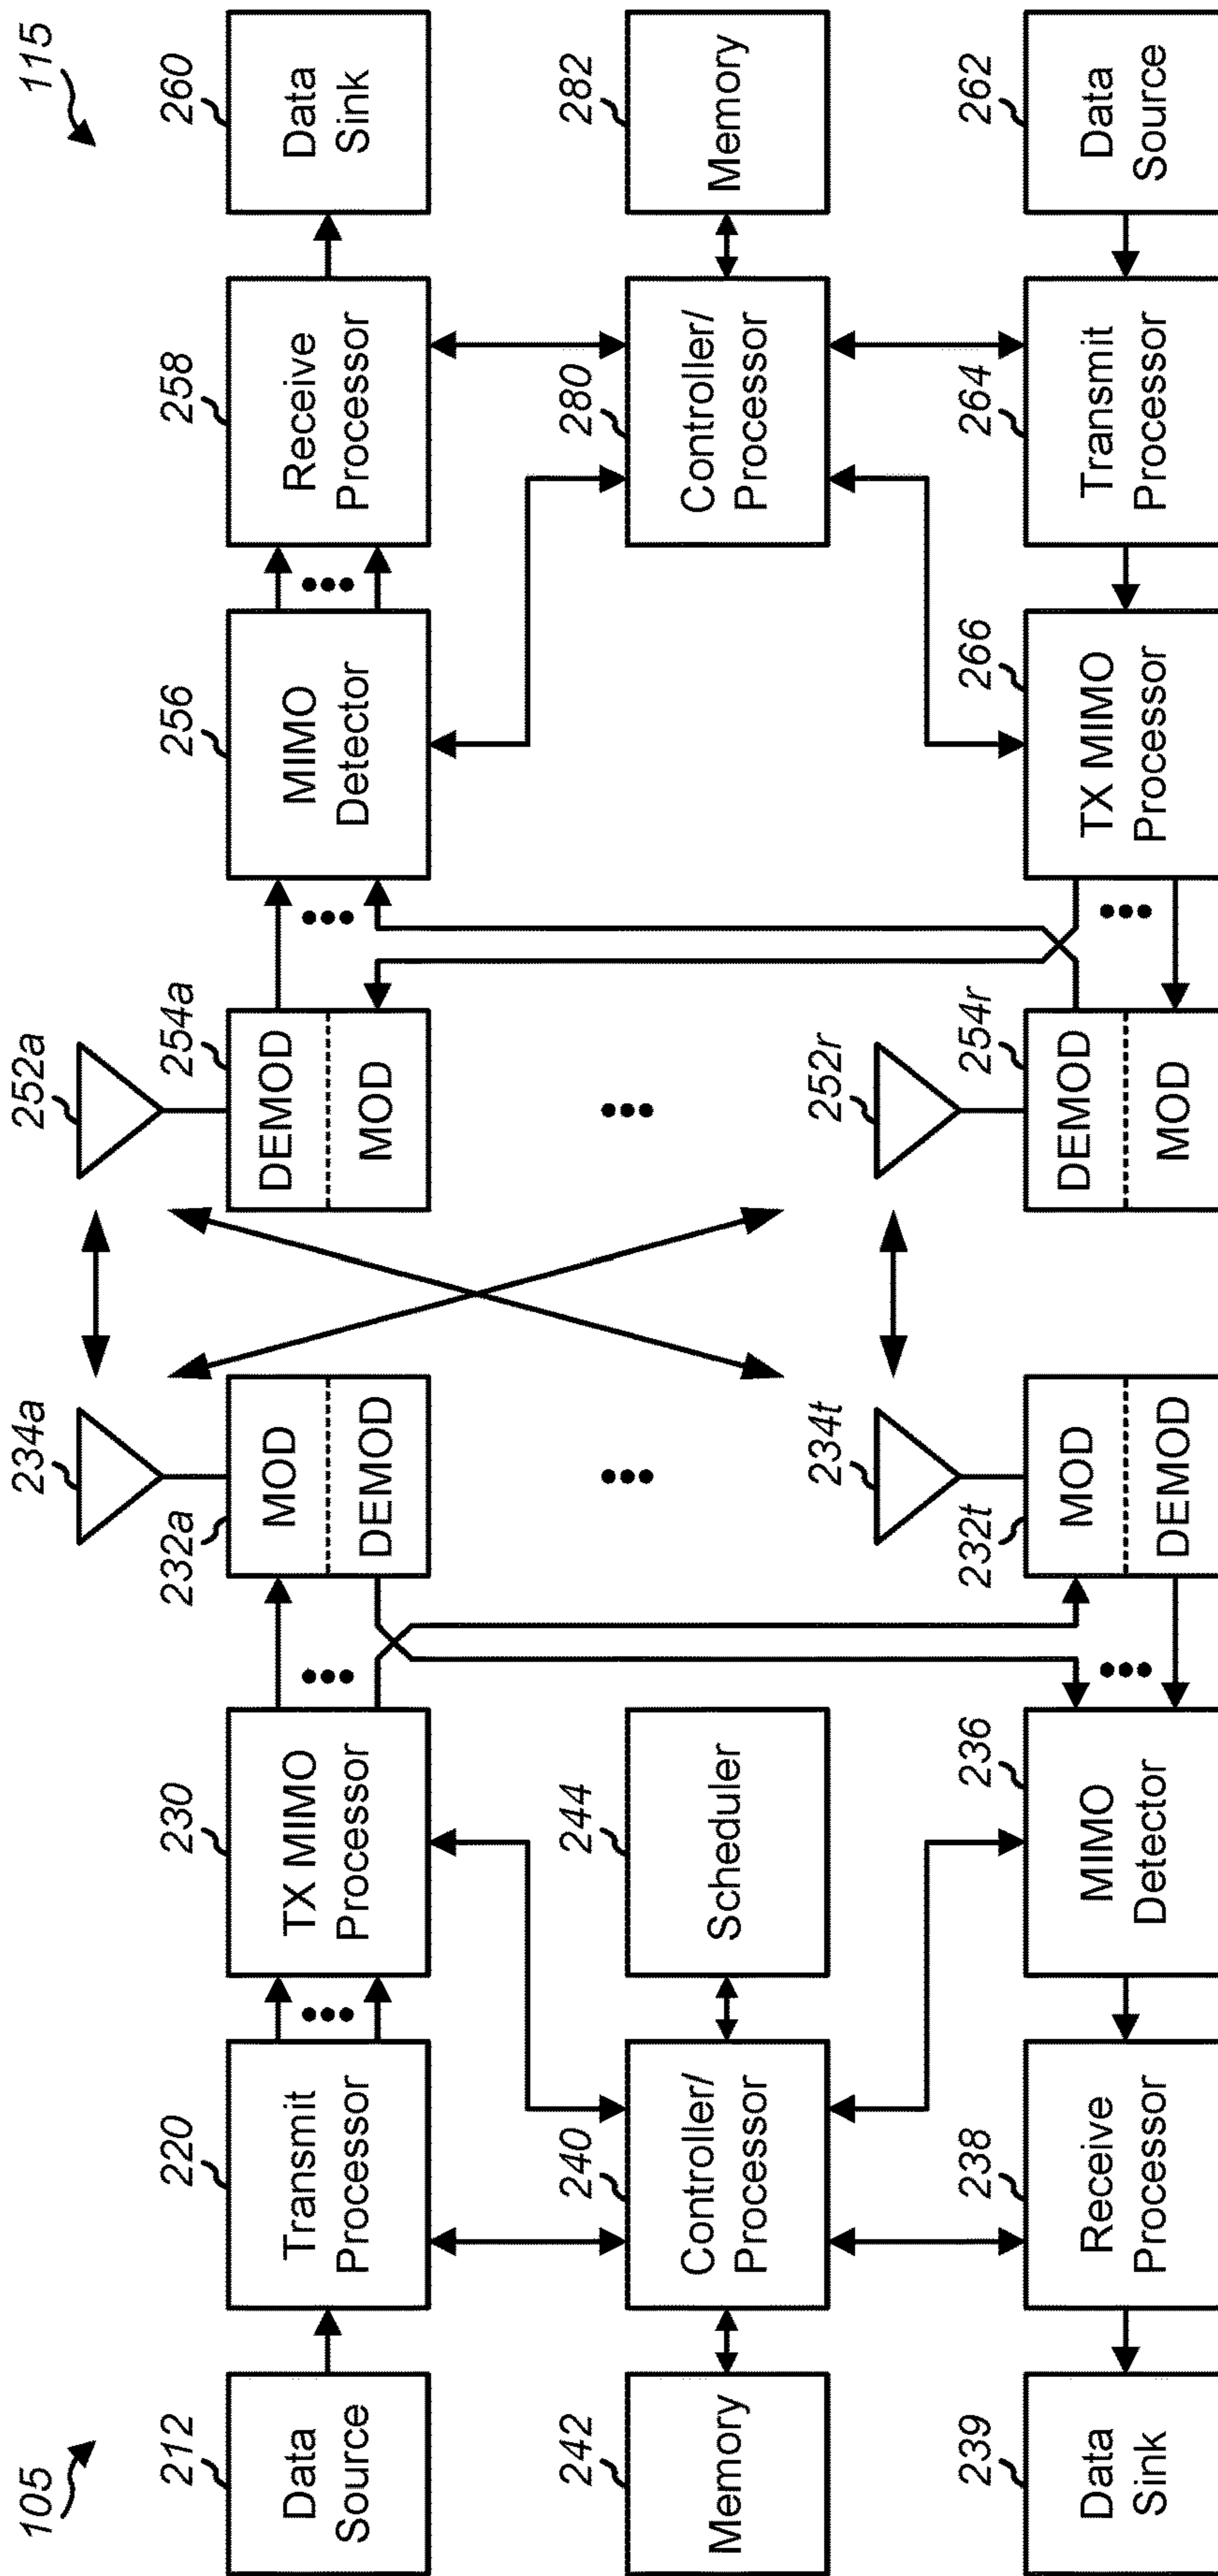 105
115
212
Data
Source
220
Transmit
Processor
230
TX MIMO
Processor
232a
MOD
DEMOD
234a
252a
254a
DEMOD
MOD
256
MIMO
Detector
258
Receive
Processor
260
Data
Sink
242
Memory
240
Controller/
Processor
244
Scheduler
280
Controller/
Processor
282
Memory
239
Data
Sink
238
Receive
Processor
236
MIMO
Detector
232t
MOD
DEMOD
234t
252r
254r
DEMOD
MOD
266
TX MIMO
Processor
264
Transmit
Processor
262
Data
Source